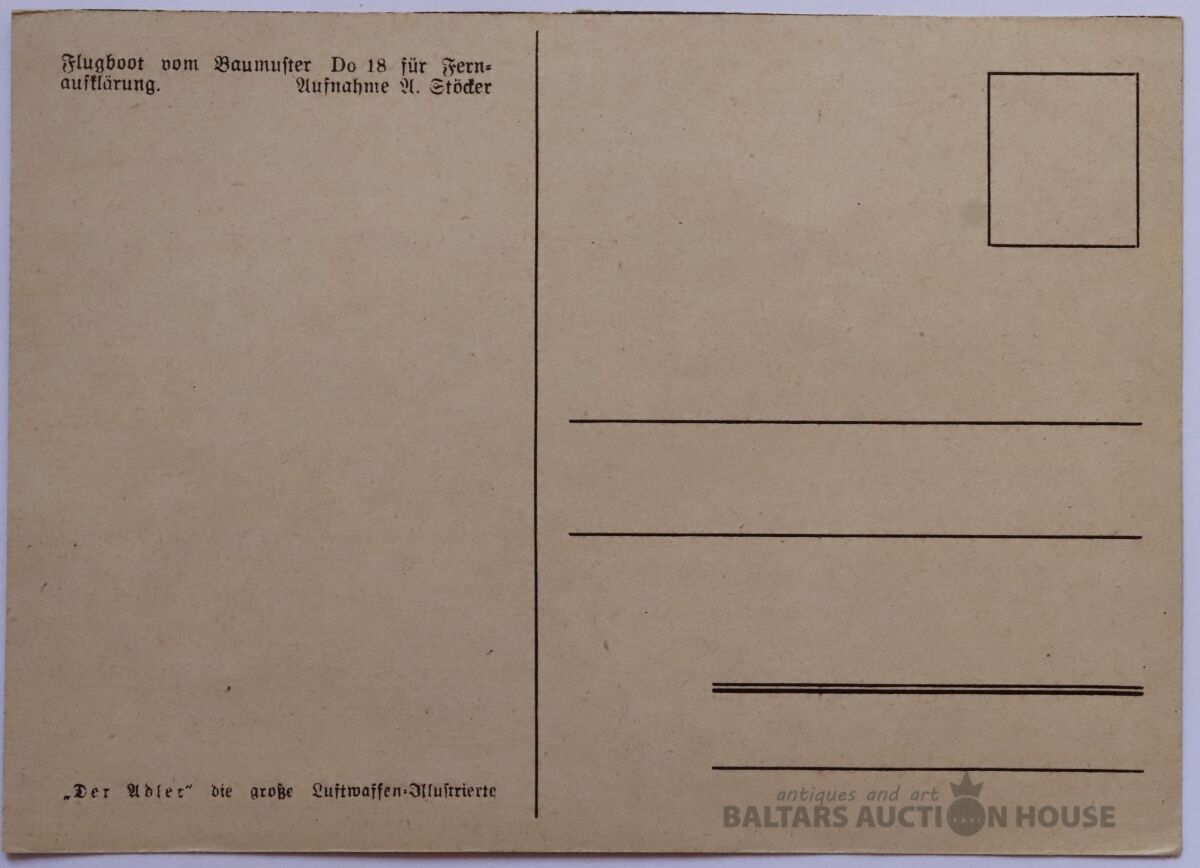 Flugboot vom Baumuster Do 18 für Fern-
aufklärung. Aufnahme A. Stöcker
„Der Adler“ die große Luftwaffen-Illustrierte
antiques and art
BALTARS AUCTION HOUSE